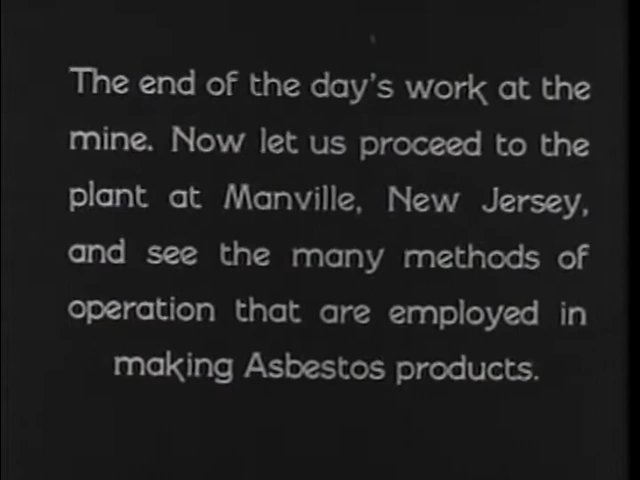 The end of the day's work at the
mine. Now let us proceed to the
plant at Manville, New Jersey,
and see the many methods of
operation that are employed in
making Asbestos products.